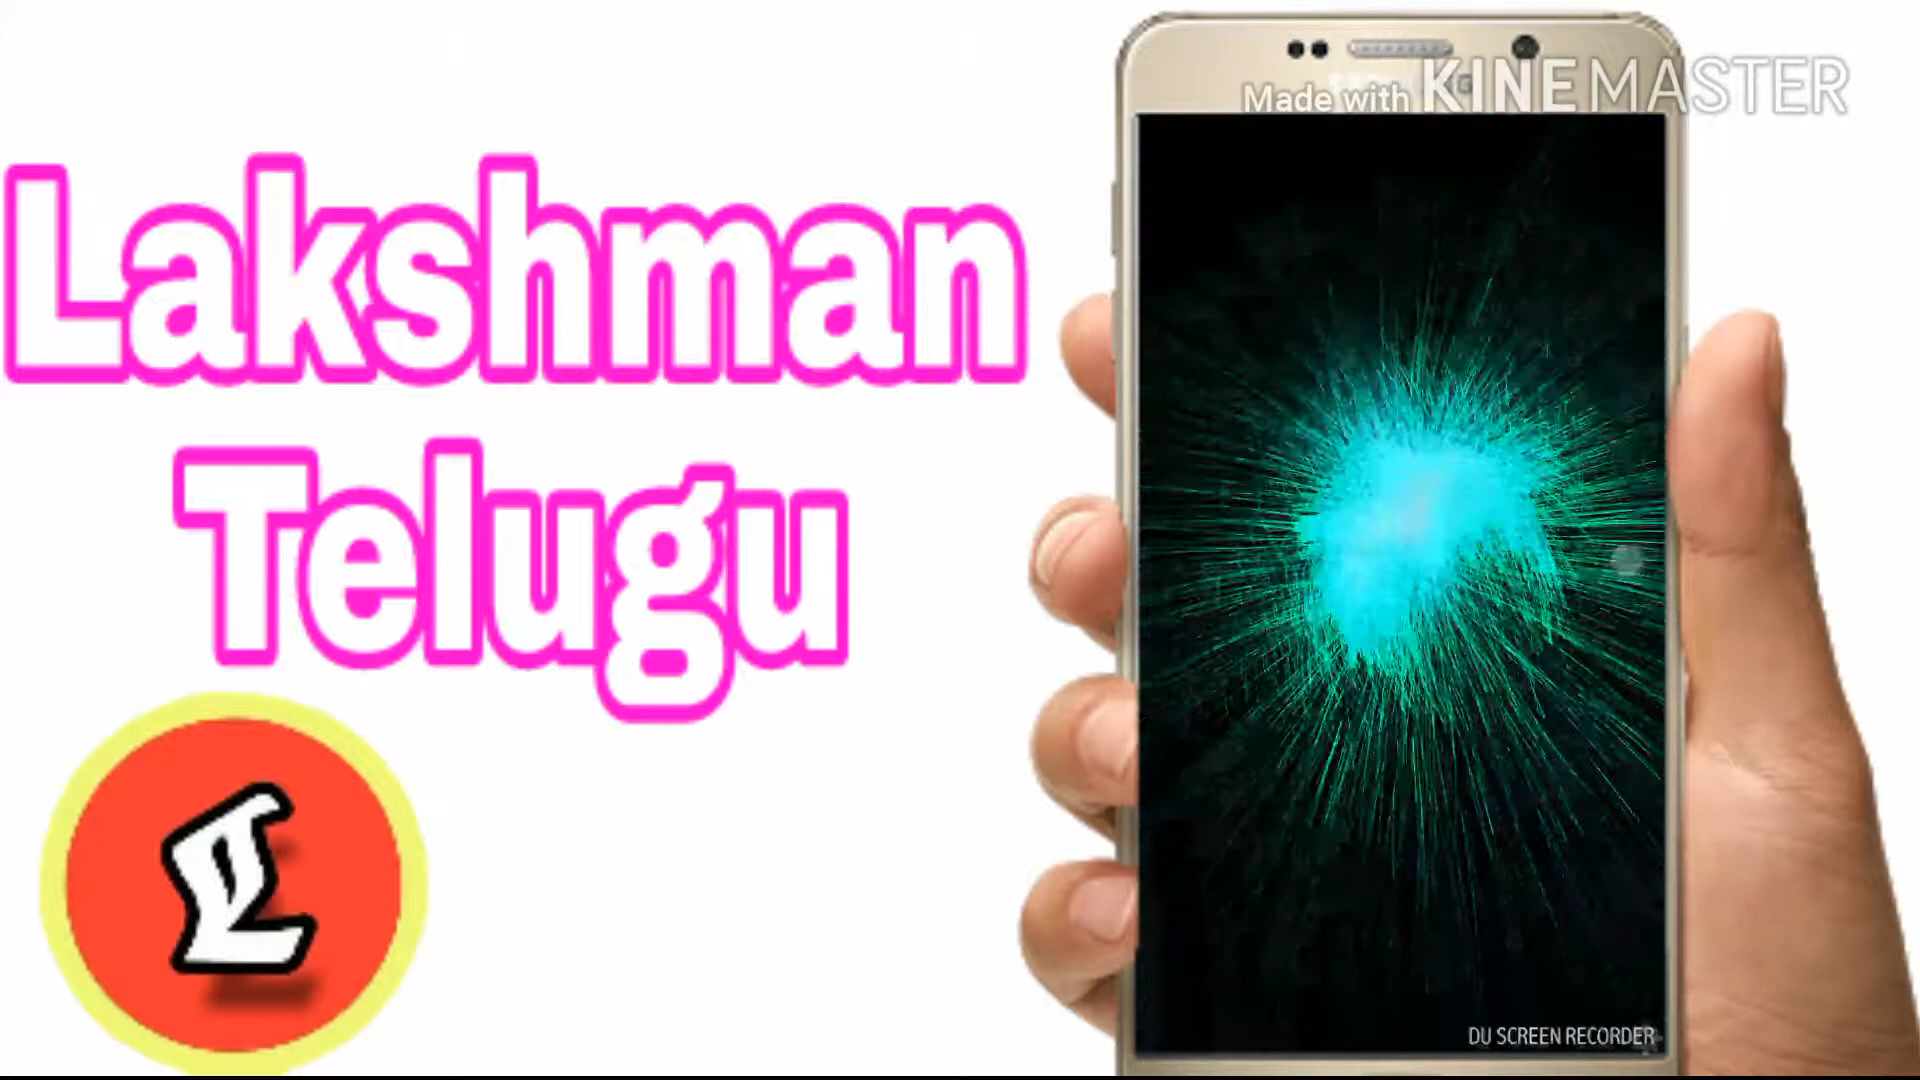 Made with KINEMASTER
Lakshman
Telugu
L
DU SCREEN RECORDER